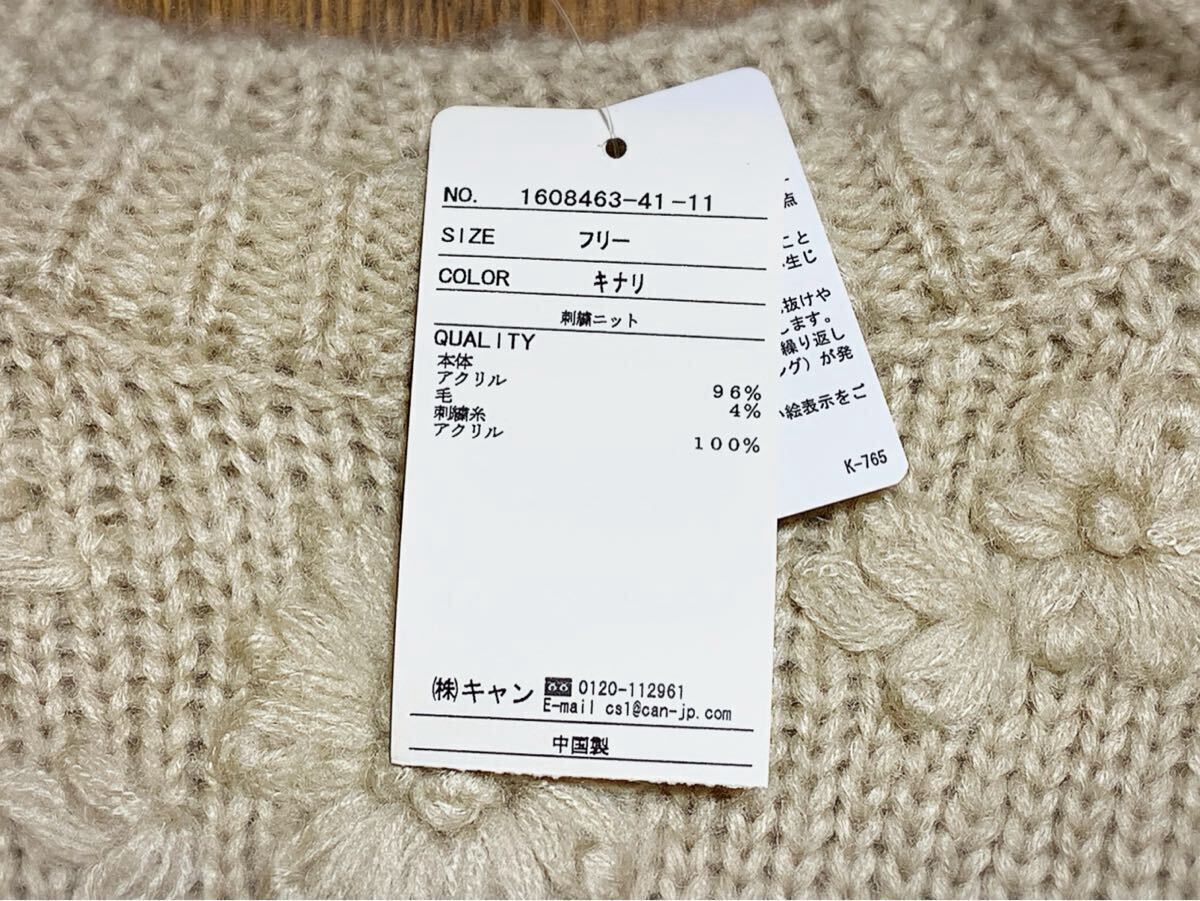 NO. 1608463-41-11
SIZE フリー
COLOR キナリ
刺繍ニット
QUALITY
本体
アクリル 96%
毛 4%
刺繍糸
アクリル 100%
㈱キャン 0120-112961
E-mail cs1@can-jp.com
中国製
点
こと
生じ
抜けや
します。
繰り返し
ング）が発
い絵表示をご
K-765